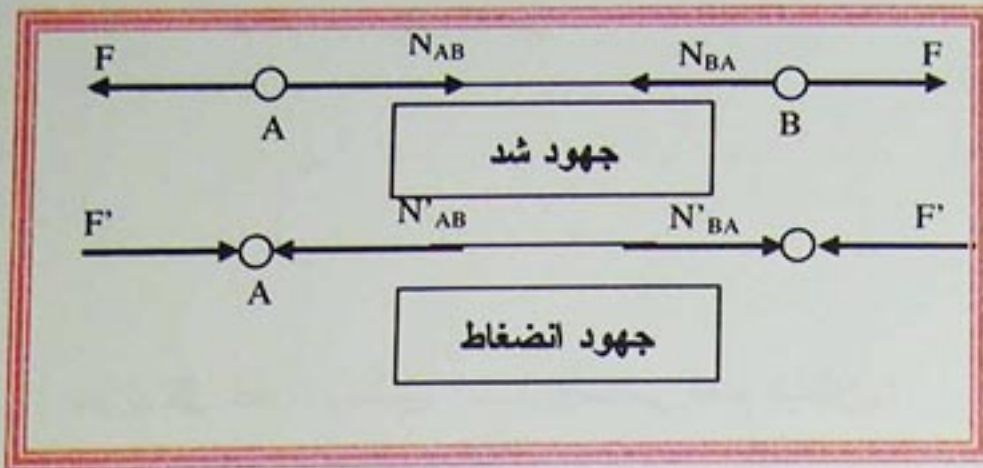 F N_AB N_BA F
A B
جهود شد
F' N'_AB N'_BA F'
A
جهود انضغاط